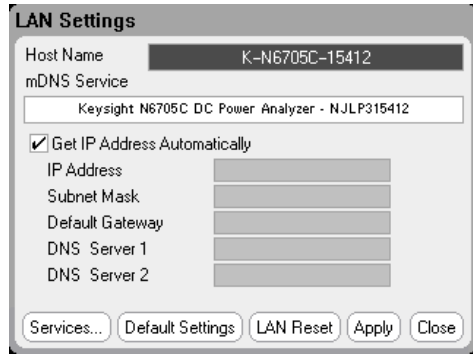 LAN Settings
Host Name K-N6705C-15412
mDNS Service
Keysight N6705C DC Power Analyzer - NJLP315412
Get IP Address Automatically
IP Address
Subnet Mask
Default Gateway
DNS Server 1
DNS Server 2
Services... Default Settings LAN Reset Apply Close